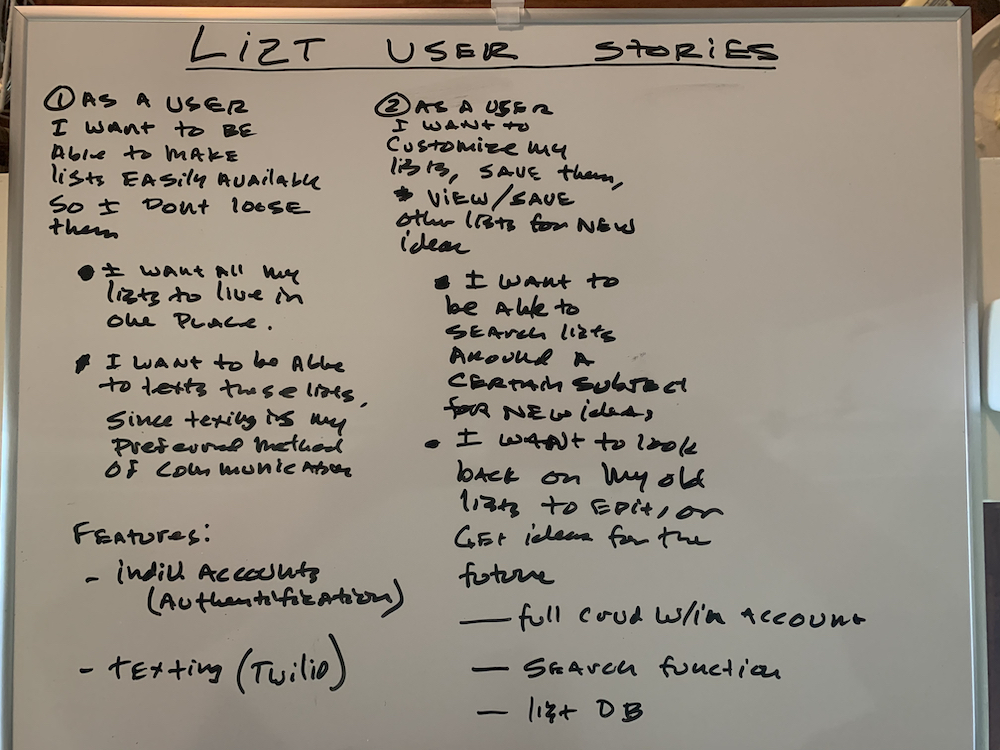 LIZT USER STORIES
① AS A USER
I WANT to BE
Able to MAKE
lists EASily AvAilABle
So I DONT looSE
them
• I WANT All my
lizts to live in
one PlAce.
• I WANT to be Able
to texts those lists,
since texting is my
Preferred method
of communication
FEAtures:
- indiv. Accounts
(Authentifization)
- tExting (Twilio)
② AS A USER
I WANT to
Customize my
lizts, SAVE them,
* VIEW/SAVE
other lizts for NEW
ideas
• I WANT to
be Able to
SEARch lizts
AROUND A
CERTAIN SUBJECT
foR NEW ideas
• I WANT to look
back on my old
lizts to EDit, or
GEt ideas for the
future
— full CRUD w/in Account
— SEARch function
— lizt DB